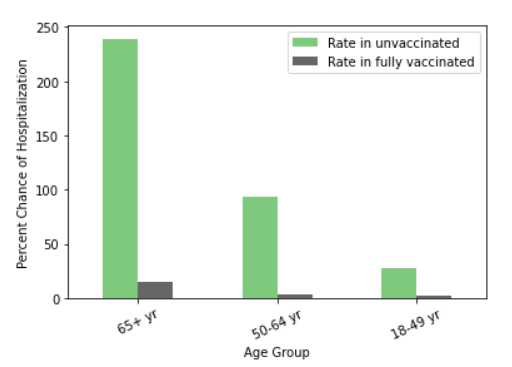 250
200
150
100
50
0
Percent Chance of Hospitalization
Rate in unvaccinated
Rate in fully vaccinated
65+ yr
50-64 yr
18-49 yr
Age Group